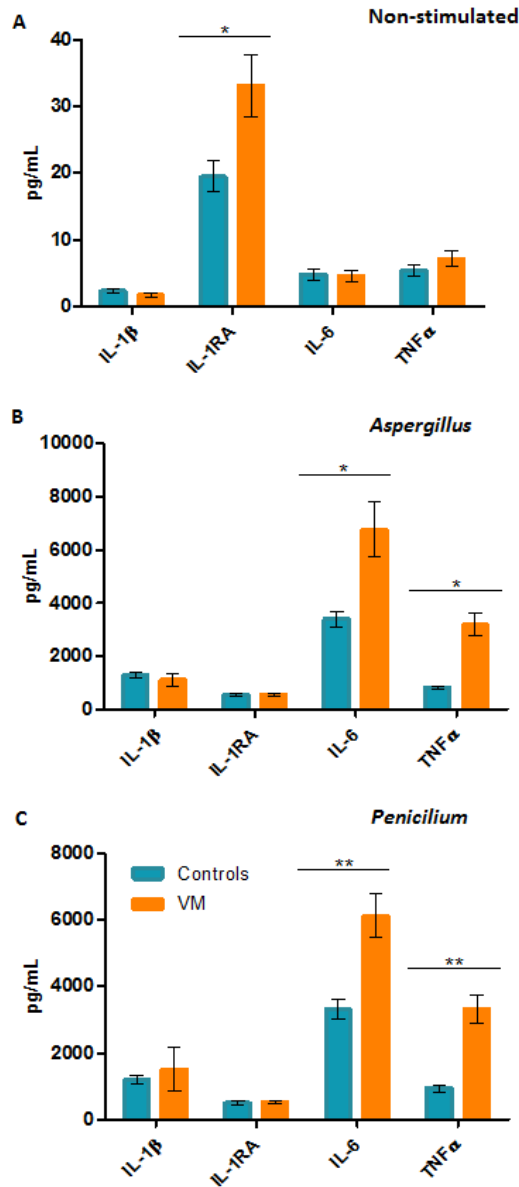 A
Non-stimulated
*
40
30
20
10
0
pg/mL
IL-1β
IL-1RA
IL-6
TNFα
B
Aspergillus
10000
8000
6000
4000
2000
0
pg/mL
*
*
IL-1β
IL-1RA
IL-6
TNFα
C
Penicilium
8000
6000
4000
2000
0
pg/mL
Controls
VM
**
**
IL-1β
IL-1RA
IL-6
TNFα